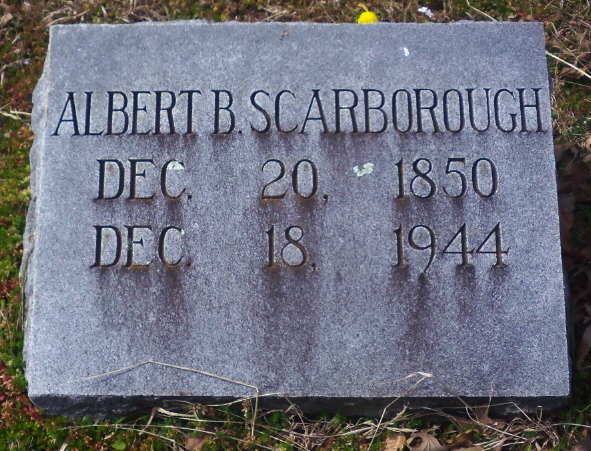 ALBERT B. SCARBOROUGH
DEC. 20, 1850
DEC. 18, 1944